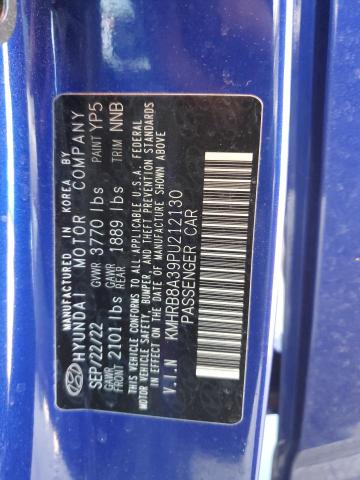 MANUFACTURED IN KOREA BY
HYUNDAI MOTOR COMPANY
SEP/22/22 GVWR 3770 lbs PAINT YP5
GAWR FRONT 2101 lbs GAWR REAR 1889 lbs TRIM NNB
THIS VEHICLE CONFORMS TO ALL APPLICABLE U.S.A. FEDERAL
MOTOR VEHICLE SAFETY, BUMPER, AND THEFT PREVENTION STANDARDS
IN EFFECT ON THE DATE OF MANUFACTURE SHOWN ABOVE.
V.I.N KMHRB8A39PU212130
PASSENGER CAR